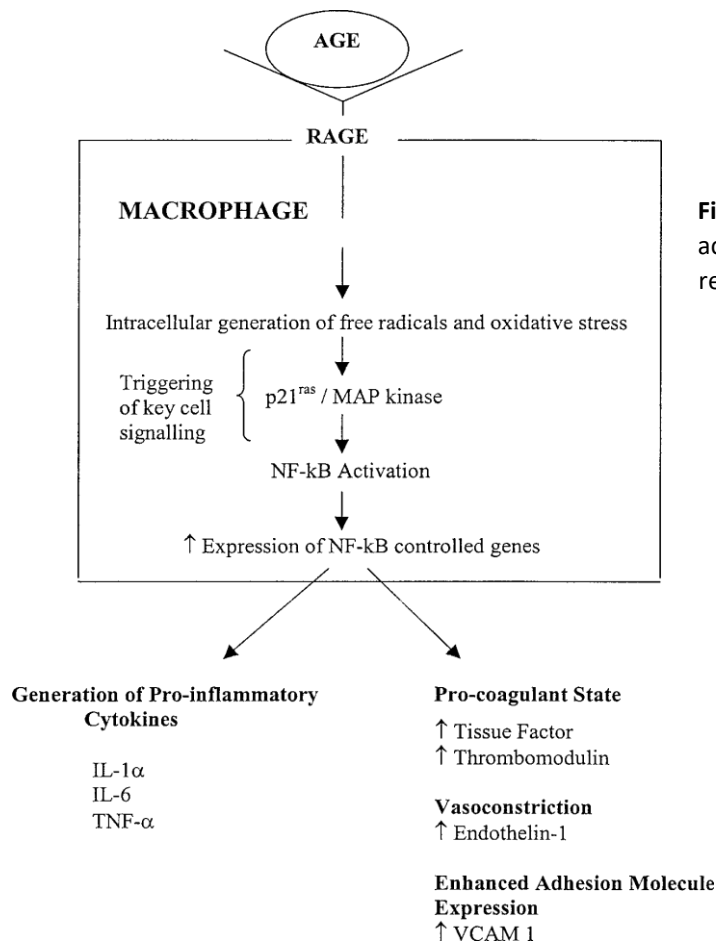 AGE
RAGE
MACROPHAGE
Intracellular generation of free radicals and oxidative stress
Triggering
of key cell
signalling
p21ras / MAP kinase
NF-kB Activation
↑ Expression of NF-kB controlled genes
Generation of Pro-inflammatory
Cytokines
IL-1α
IL-6
TNF-α
Pro-coagulant State
↑ Tissue Factor
↑ Thrombomodulin
Vasoconstriction
↑ Endothelin-1
Enhanced Adhesion Molecule
Expression
↑ VCAM 1
Fi
ac
re